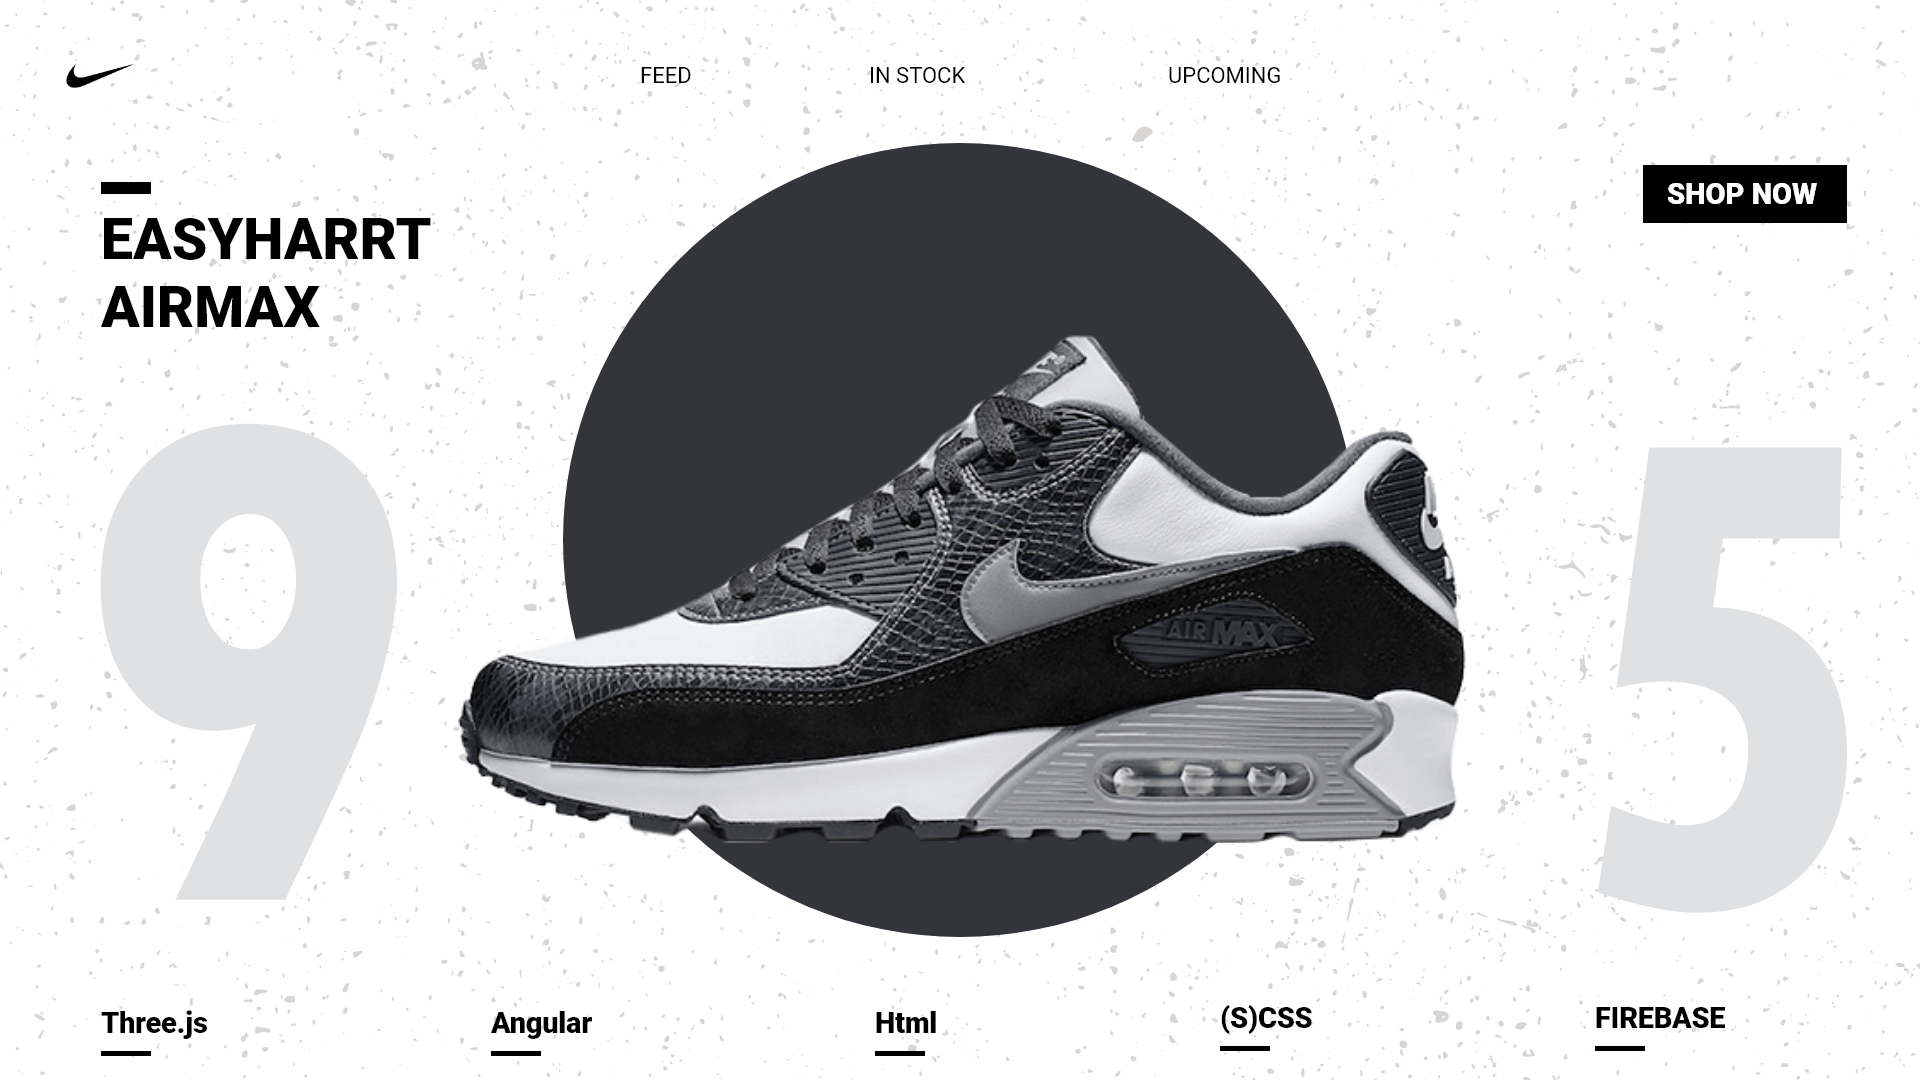 FEED
IN STOCK
UPCOMING
SHOP NOW
EASYHARRT
AIRMAX
9
5
AIR MAX
Three.js
Angular
Html
(S)CSS
FIREBASE